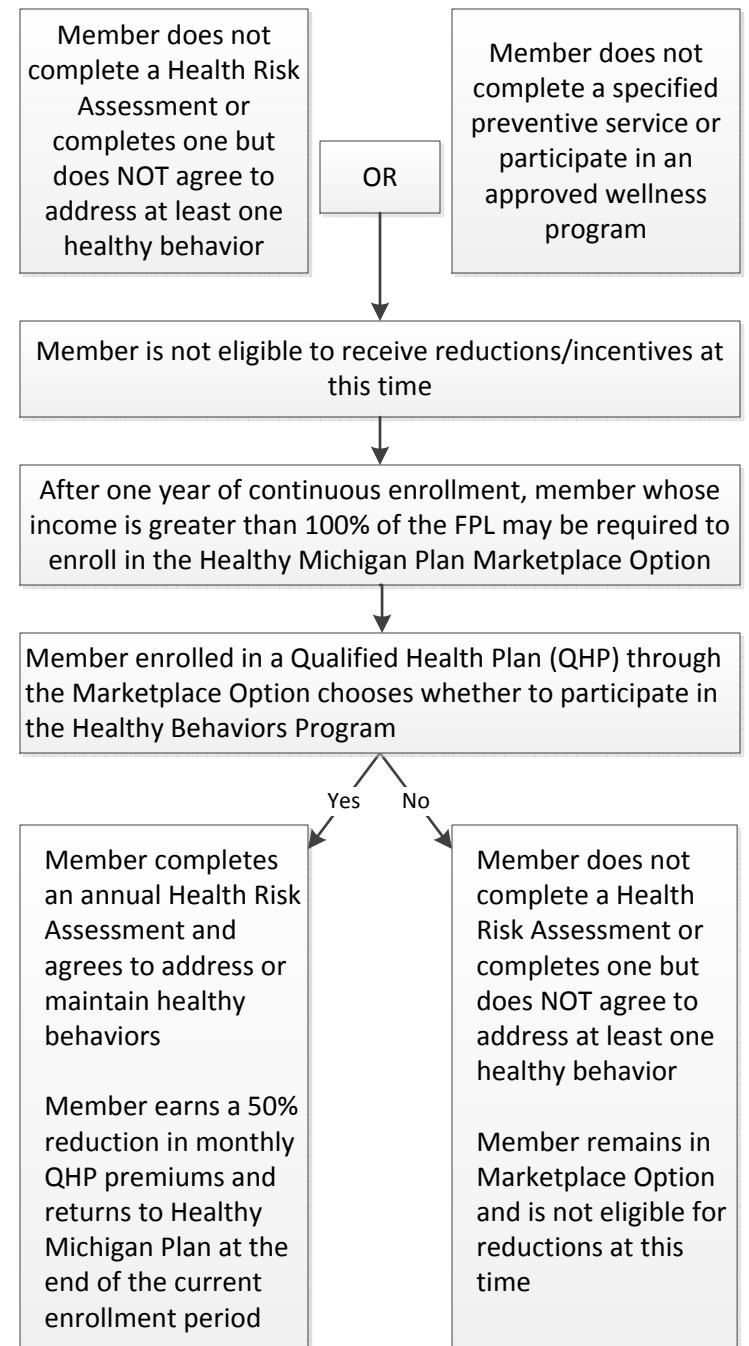 Member does not
complete a Health Risk
Assessment or
completes one but
does NOT agree to
address at least one
healthy behavior
OR
Member does not
complete a specified
preventive service or
participate in an
approved wellness
program
Member is not eligible to receive reductions/incentives at
this time
After one year of continuous enrollment, member whose
income is greater than 100% of the FPL may be required to
enroll in the Healthy Michigan Plan Marketplace Option
Member enrolled in a Qualified Health Plan (QHP) through
the Marketplace Option chooses whether to participate in
the Healthy Behaviors Program
Yes
No
Member completes
an annual Health Risk
Assessment and
agrees to address or
maintain healthy
behaviors
Member earns a 50%
reduction in monthly
QHP premiums and
returns to Healthy
Michigan Plan at the
end of the current
enrollment period
Member does not
complete a Health
Risk Assessment or
completes one but
does NOT agree to
address at least one
healthy behavior
Member remains in
Marketplace Option
and is not eligible for
reductions at this
time